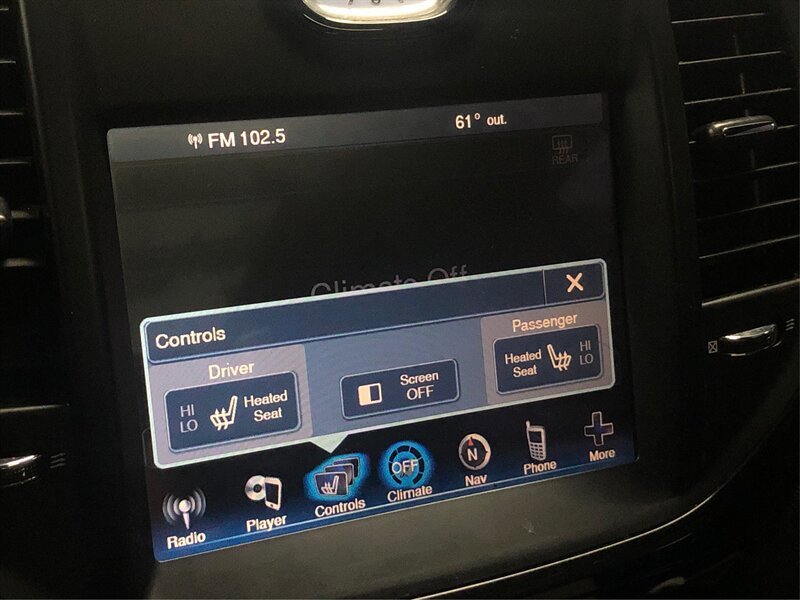 FM 102.5
61° out.
REAR
Climate Off
Controls
X
Driver
HI
LO
Heated
Seat
Screen
OFF
Passenger
Heated
Seat
HI
LO
Radio
Player
Controls
OFF
Climate
N
Nav
Phone
More